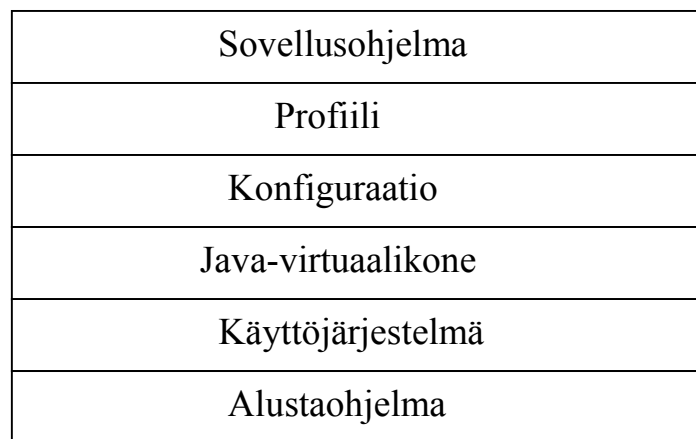 Sovellusohjelma
Profiili
Konfiguraatio
Java-virtuaalikone
Käyttöjärjestelmä
Alustaohjelma